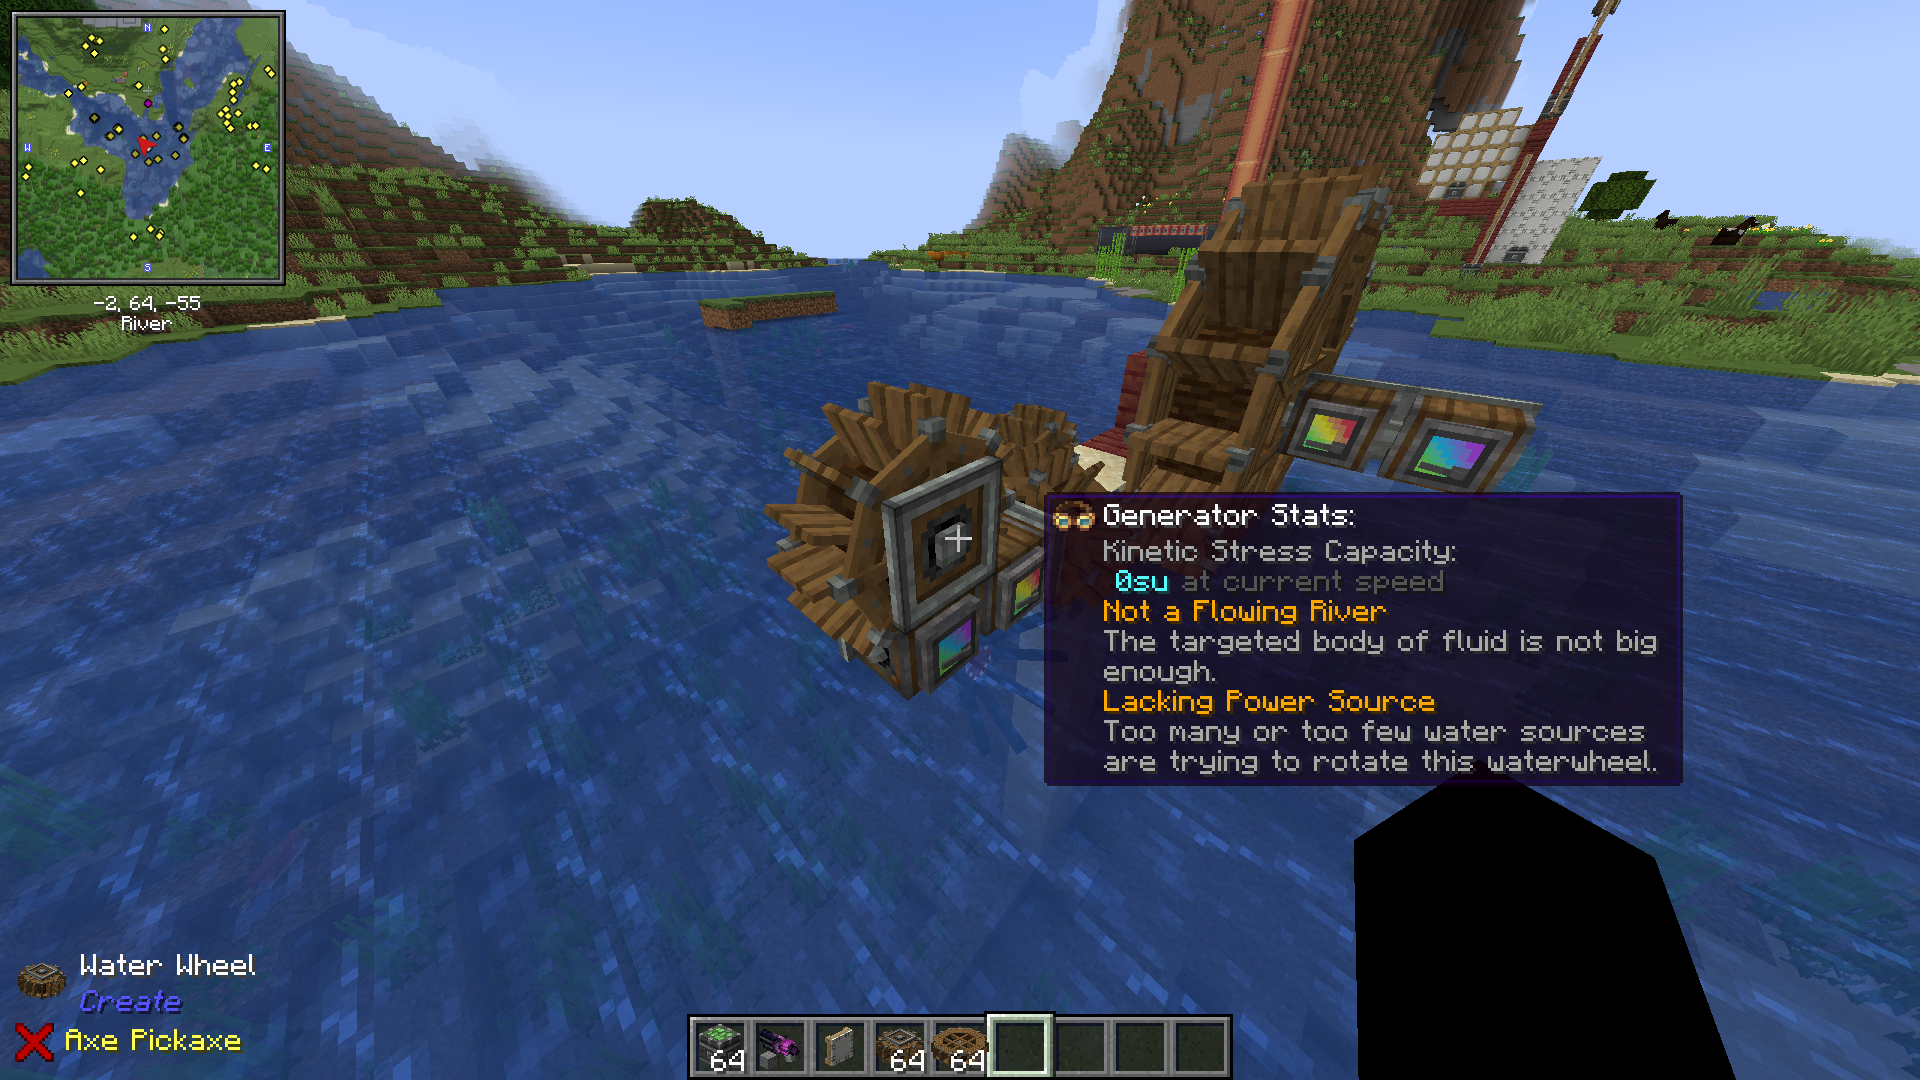 N
W
E
S
-2, 64, -55
River
Generator Stats:
Kinetic Stress Capacity:
0su at current speed
Not a Flowing River
The targeted body of fluid is not big
enough.
Lacking Power Source
Too many or too few water sources
are trying to rotate this waterwheel.
Water Wheel
Create
Axe Pickaxe
64
64
64